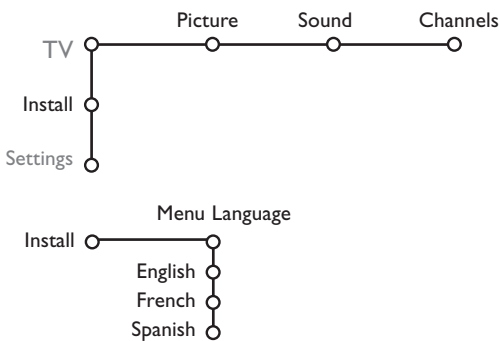 Picture Sound Channels
TV
Install
Settings
Menu Language
Install
English
French
Spanish